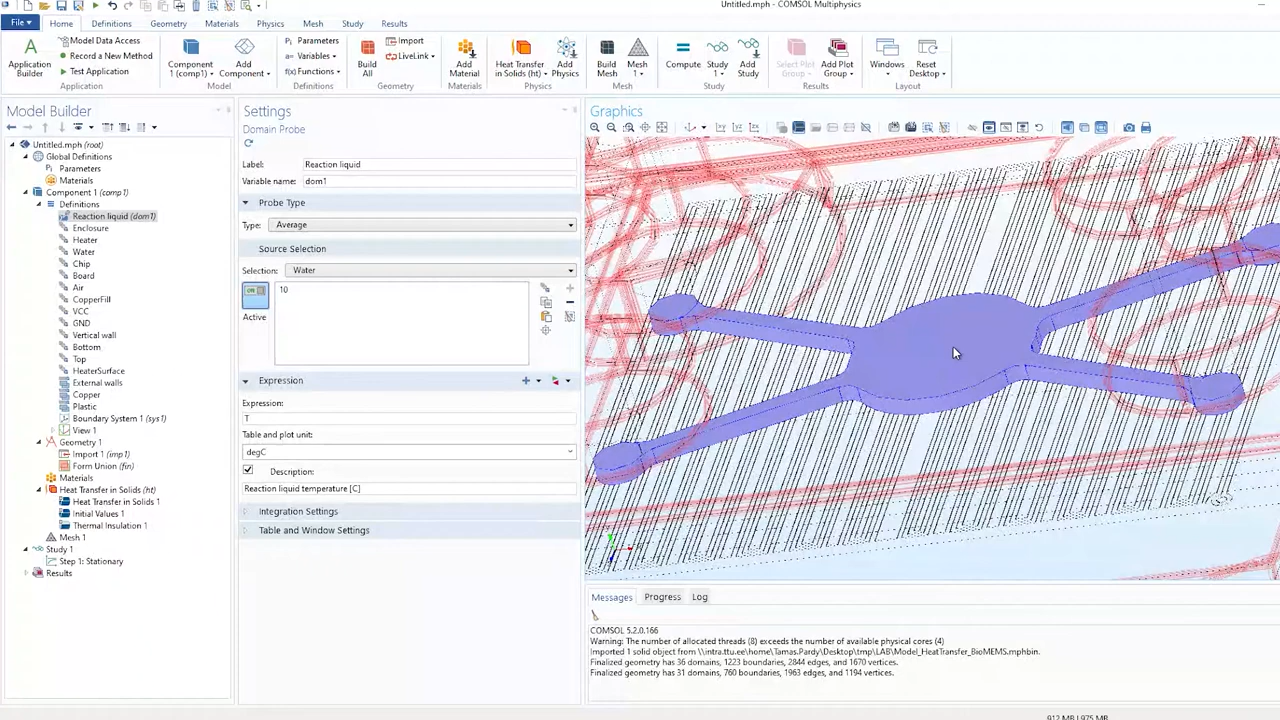 Untitled.mph - COMSOL Multiphysics
File
Home
Definitions
Geometry
Materials
Physics
Mesh
Study
Results
Application Builder
Model Data Access
Record a New Method
Test Application
Application
Component 1 (comp1)
Add Component
Model
Parameters
Variables
f(x) Functions
Definitions
Build All
Import
LiveLink
Geometry
Add Material
Materials
Heat Transfer in Solids (ht)
Add Physics
Physics
Build Mesh
Mesh 1
Mesh
Compute
Study 1
Add Study
Study
Select Plot Group
Add Plot Group
Results
Windows
Reset Desktop
Layout
Model Builder
Untitled.mph (root)
Global Definitions
Parameters
Materials
Component 1 (comp1)
Definitions
Reaction liquid (dom1)
Enclosure
Heater
Water
Chip
Board
Air
CopperFill
VCC
GND
Vertical wall
Bottom
Top
HeaterSurface
External walls
Copper
Plastic
Boundary System 1 (sys1)
View 1
Geometry 1
Import 1 (imp1)
Form Union (fin)
Materials
Heat Transfer in Solids (ht)
Heat Transfer in Solids 1
Initial Values 1
Thermal Insulation 1
Mesh 1
Study 1
Step 1: Stationary
Results
Settings
Domain Probe
Label: Reaction liquid
Variable name: dom1
Probe Type
Type: Average
Source Selection
Selection: Water
10
Active
Expression
Expression:
T
Table and plot unit:
degC
Description:
Reaction liquid temperature [C]
Integration Settings
Table and Window Settings
Graphics
Messages
Progress
Log
COMSOL 5.2.0.166
Warning: The number of allocated threads (8) exceeds the number of available physical cores (4)
Imported 1 solid object from \\intra.ttu.ee\home\Tamas.Pardy\Desktop\tmp\LAB\Model_HeatTransfer_BioMEMS.mphbin.
Finalized geometry has 36 domains, 1223 boundaries, 2844 edges, and 1670 vertices.
Finalized geometry has 31 domains, 760 boundaries, 1963 edges, and 1194 vertices.
912 MB | 975 MB